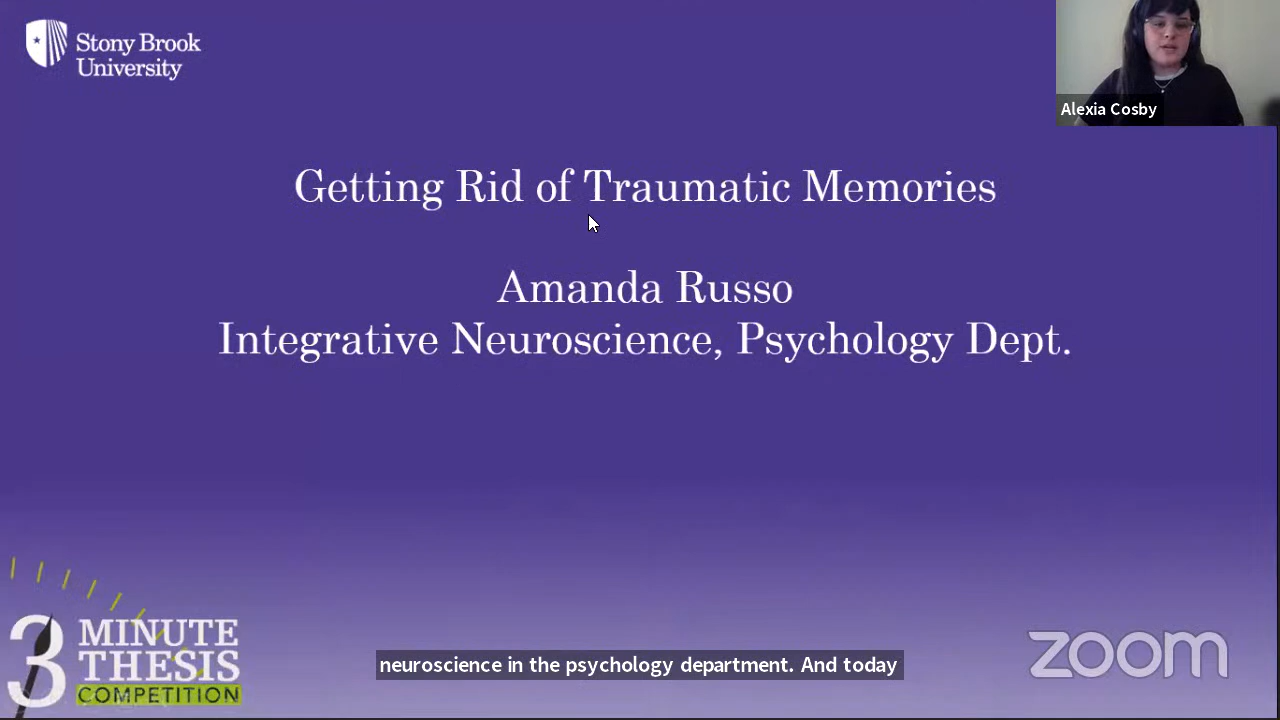 Stony Brook
University
Alexia Cosby
Getting Rid of Traumatic Memories
Amanda Russo
Integrative Neuroscience, Psychology Dept.
3 MINUTE
THESIS
COMPETITION
neuroscience in the psychology department. And today
zoom